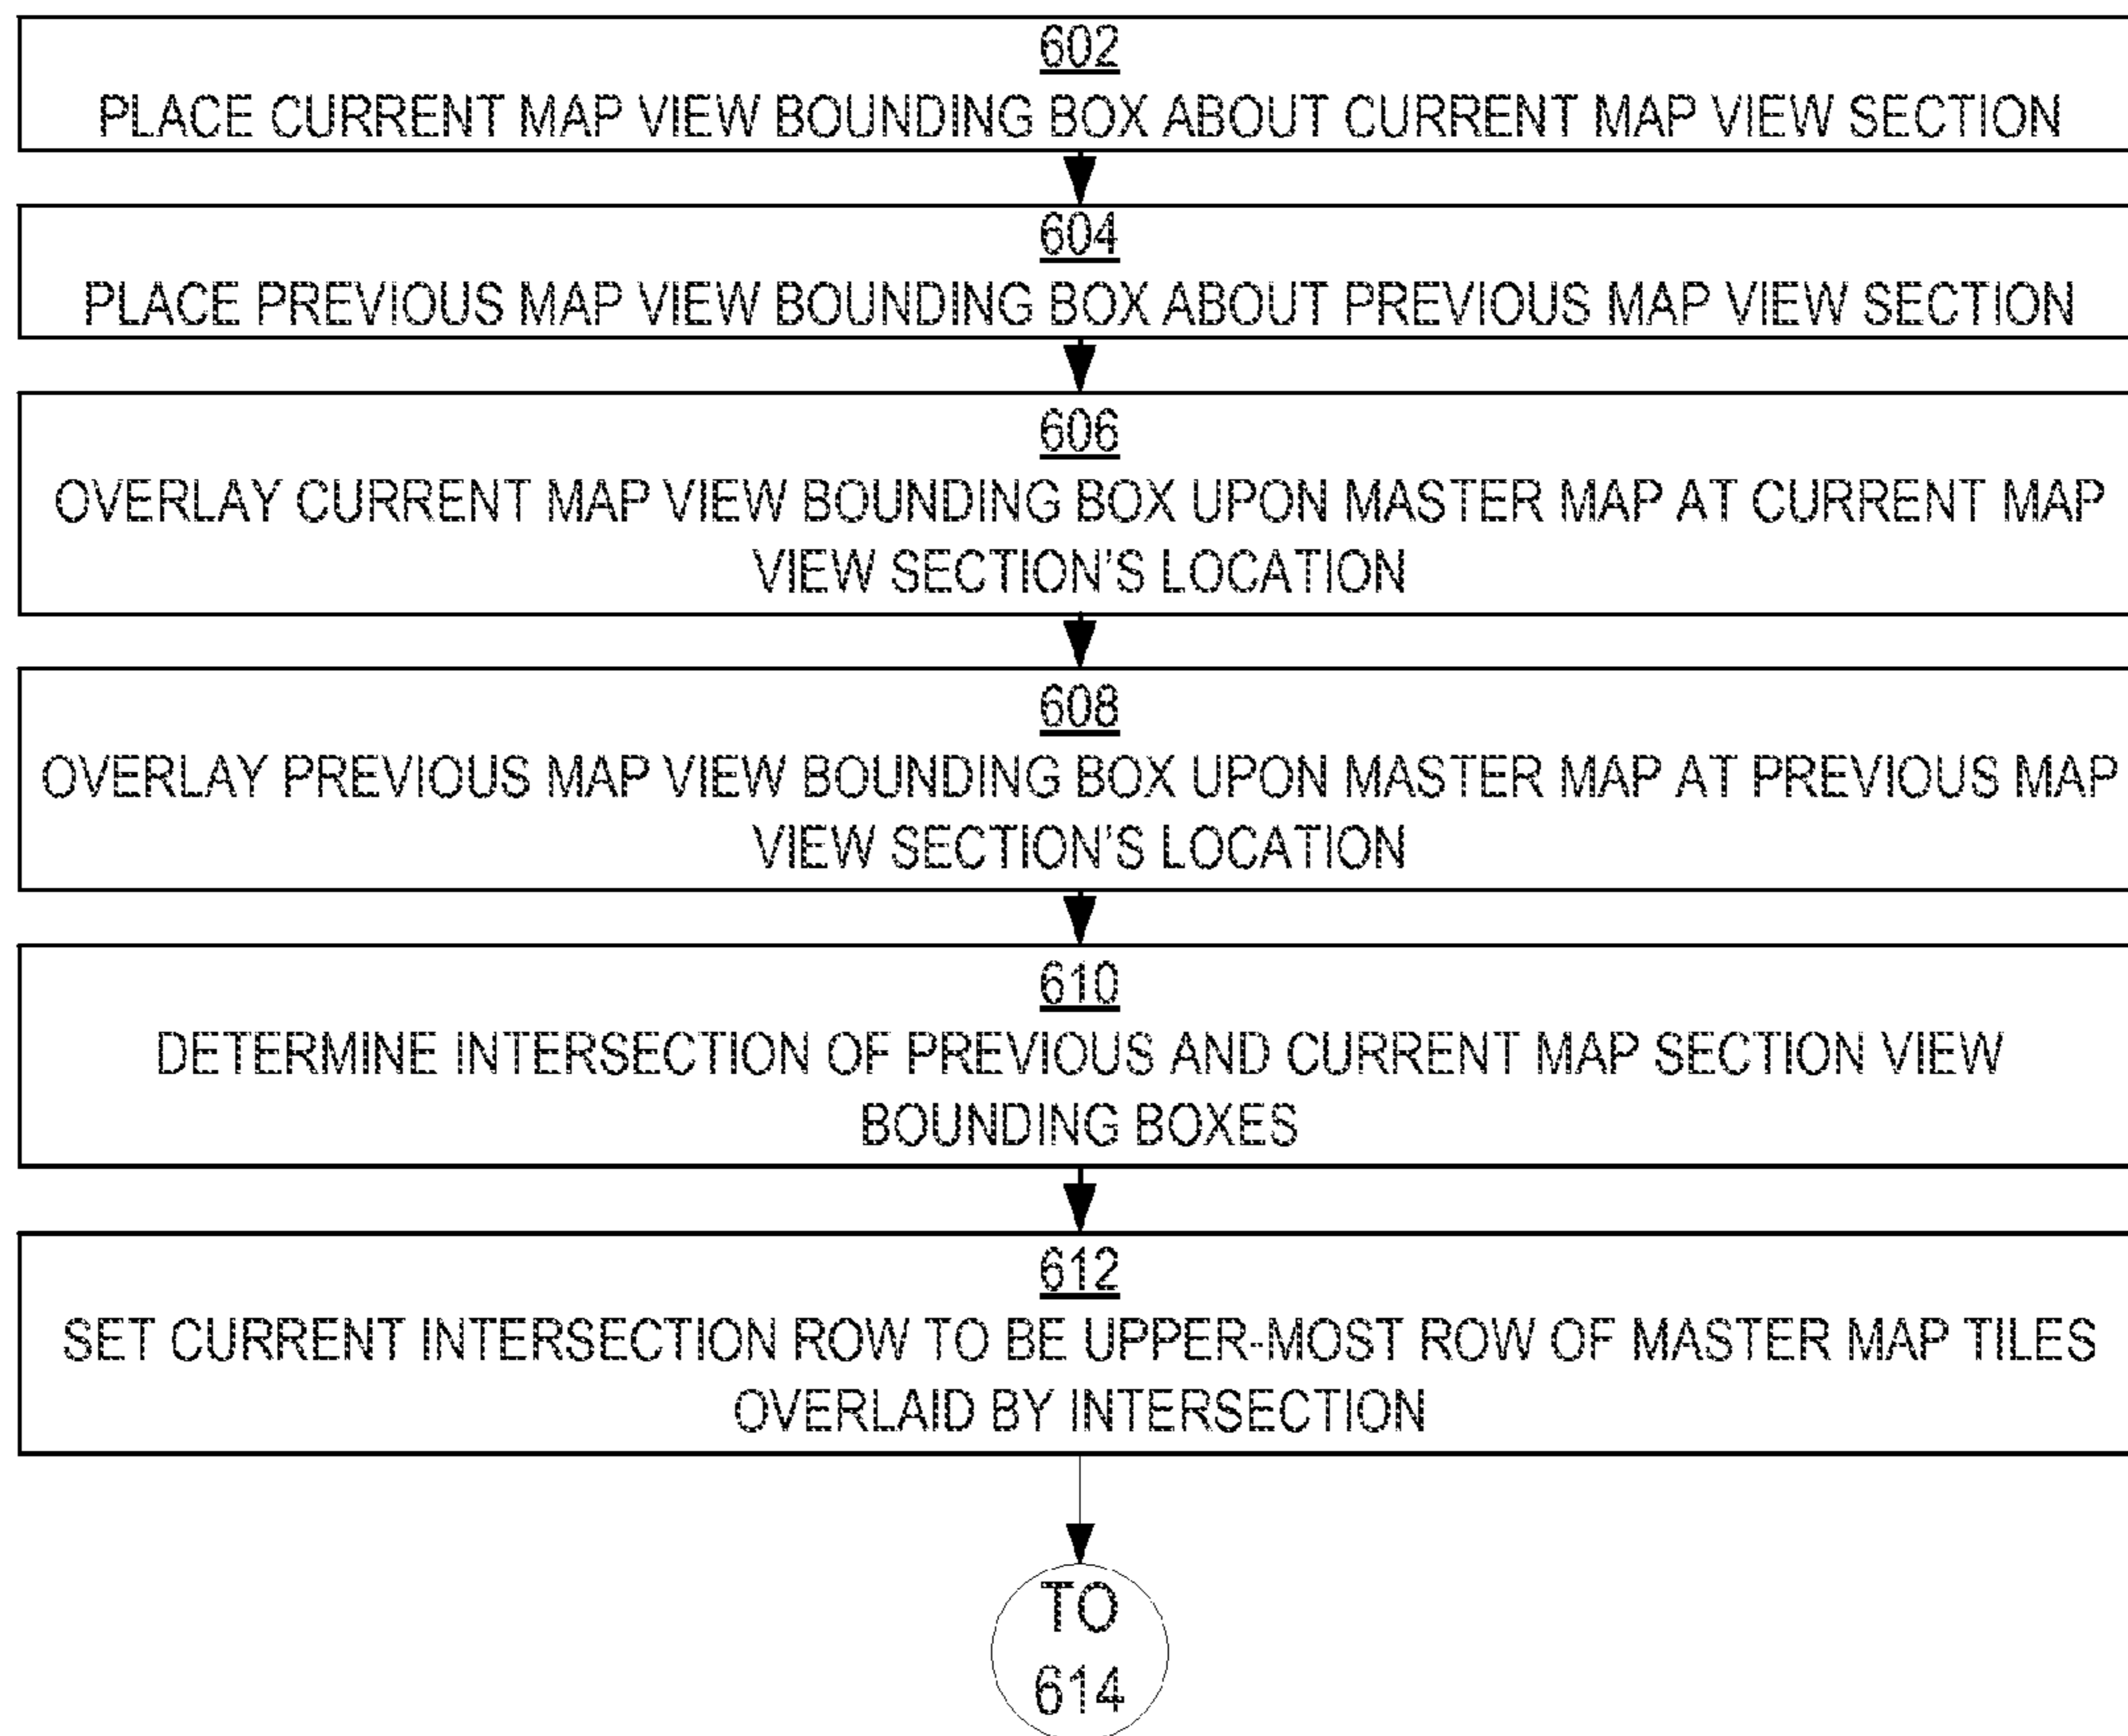 602
PLACE CURRENT MAP VIEW BOUNDING BOX ABOUT CURRENT MAP VIEW SECTION
604
PLACE PREVIOUS MAP VIEW BOUNDING BOX ABOUT PREVIOUS MAP VIEW SECTION
606
OVERLAY CURRENT MAP VIEW BOUNDING BOX UPON MASTER MAP AT CURRENT MAP
VIEW SECTION'S LOCATION
608
OVERLAY PREVIOUS MAP VIEW BOUNDING BOX UPON MASTER MAP AT PREVIOUS MAP
VIEW SECTION'S LOCATION
610
DETERMINE INTERSECTION OF PREVIOUS AND CURRENT MAP SECTION VIEW
BOUNDING BOXES
612
SET CURRENT INTERSECTION ROW TO BE UPPER-MOST ROW OF MASTER MAP TILES
OVERLAID BY INTERSECTION
TO
614